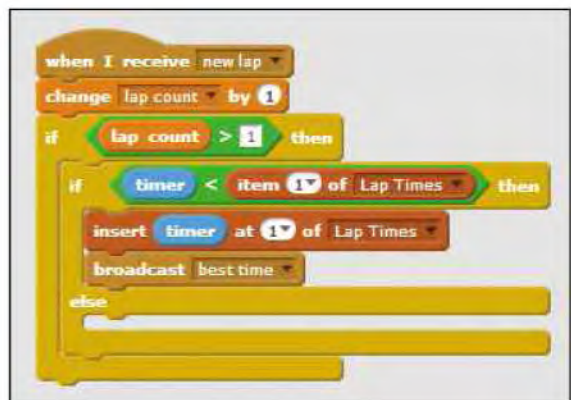 when I receive new lap
change lap count by 1
if lap count > 1 then
if timer < item 1 of Lap Times then
insert timer at 1 of Lap Times
broadcast best time
else